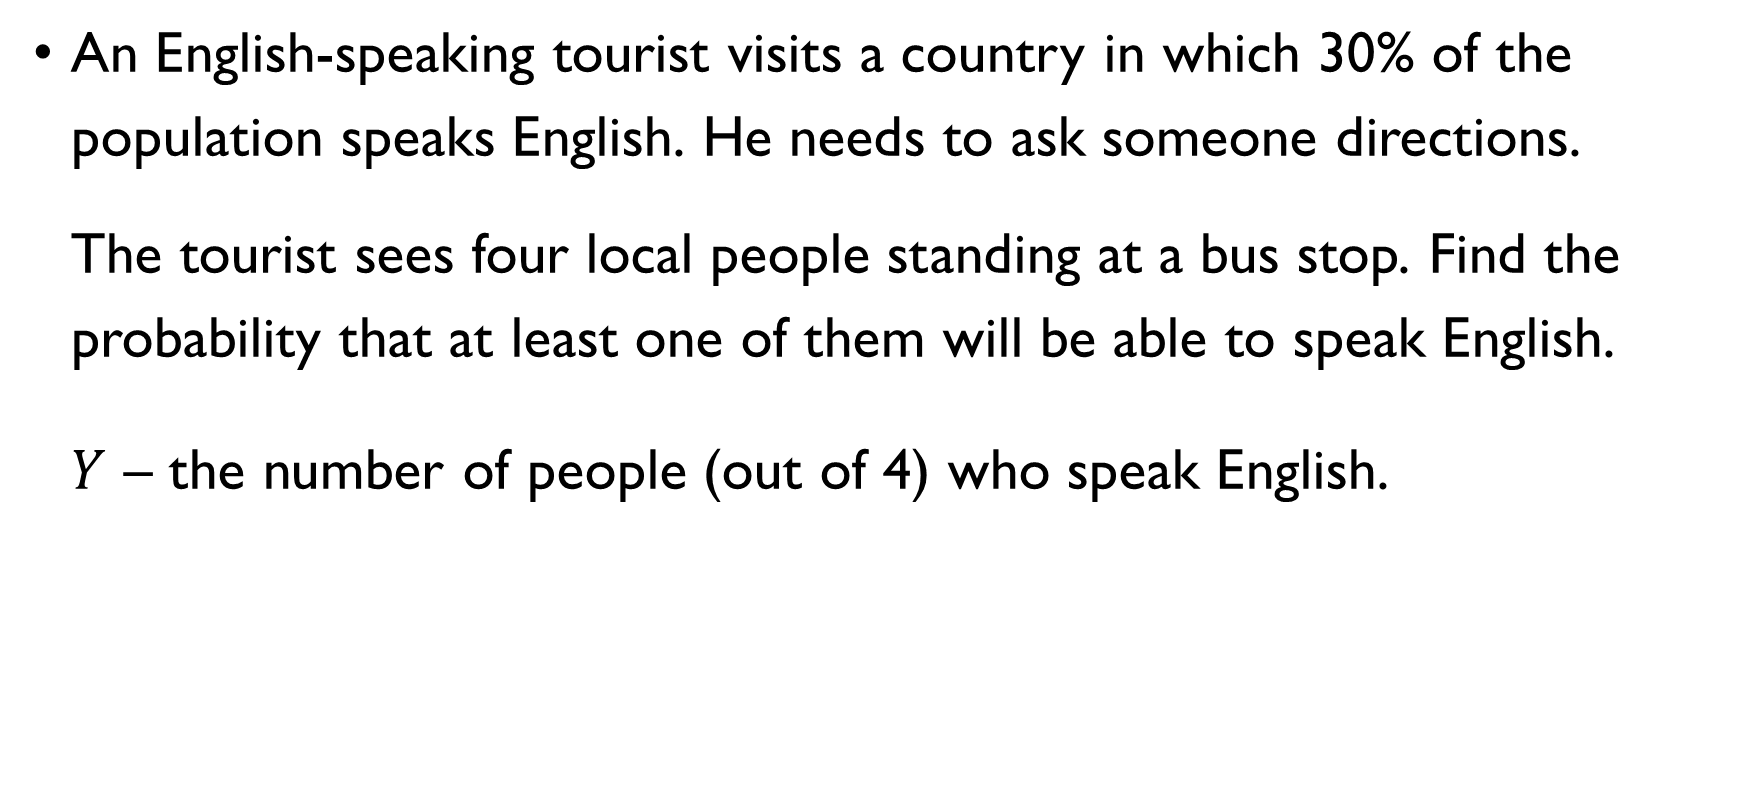 • An English-speaking tourist visits a country in which 30% of the
population speaks English. He needs to ask someone directions.
The tourist sees four local people standing at a bus stop. Find the
probability that at least one of them will be able to speak English.
Y – the number of people (out of 4) who speak English.